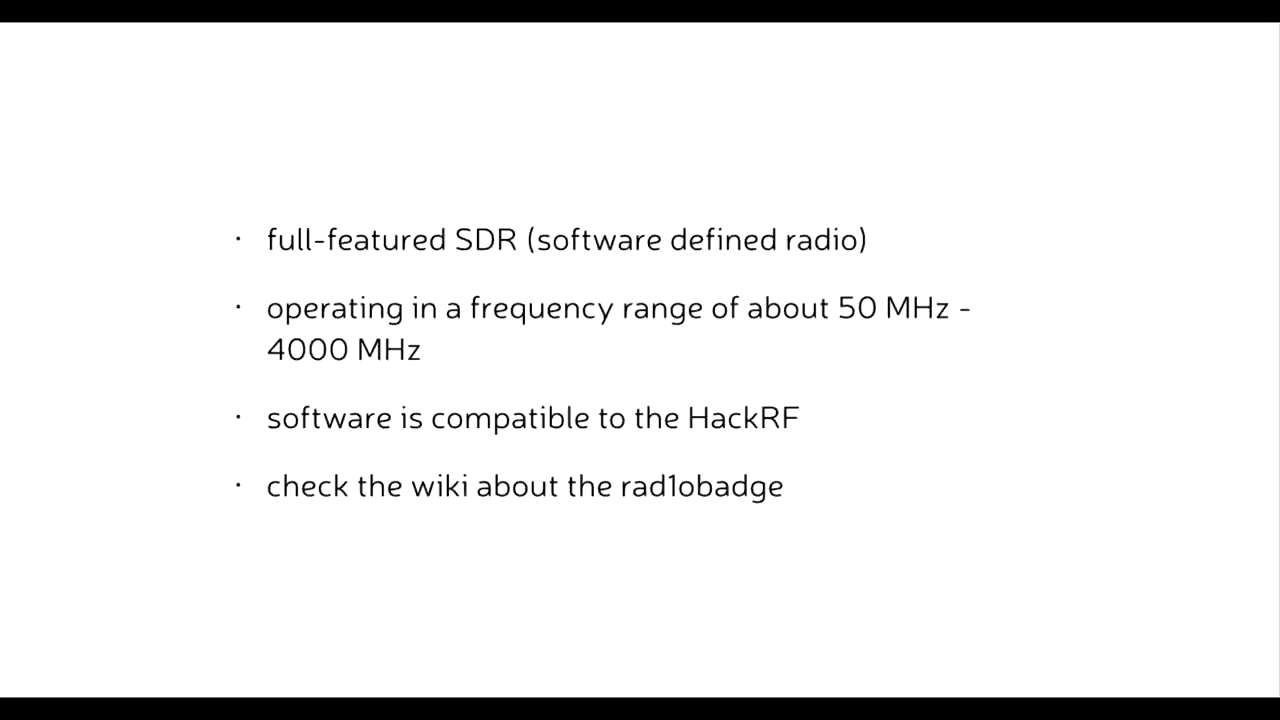 · full-featured SDR (software defined radio)
· operating in a frequency range of about 50 MHz -
4000 MHz
· software is compatible to the HackRF
· check the wiki about the rad1obadge